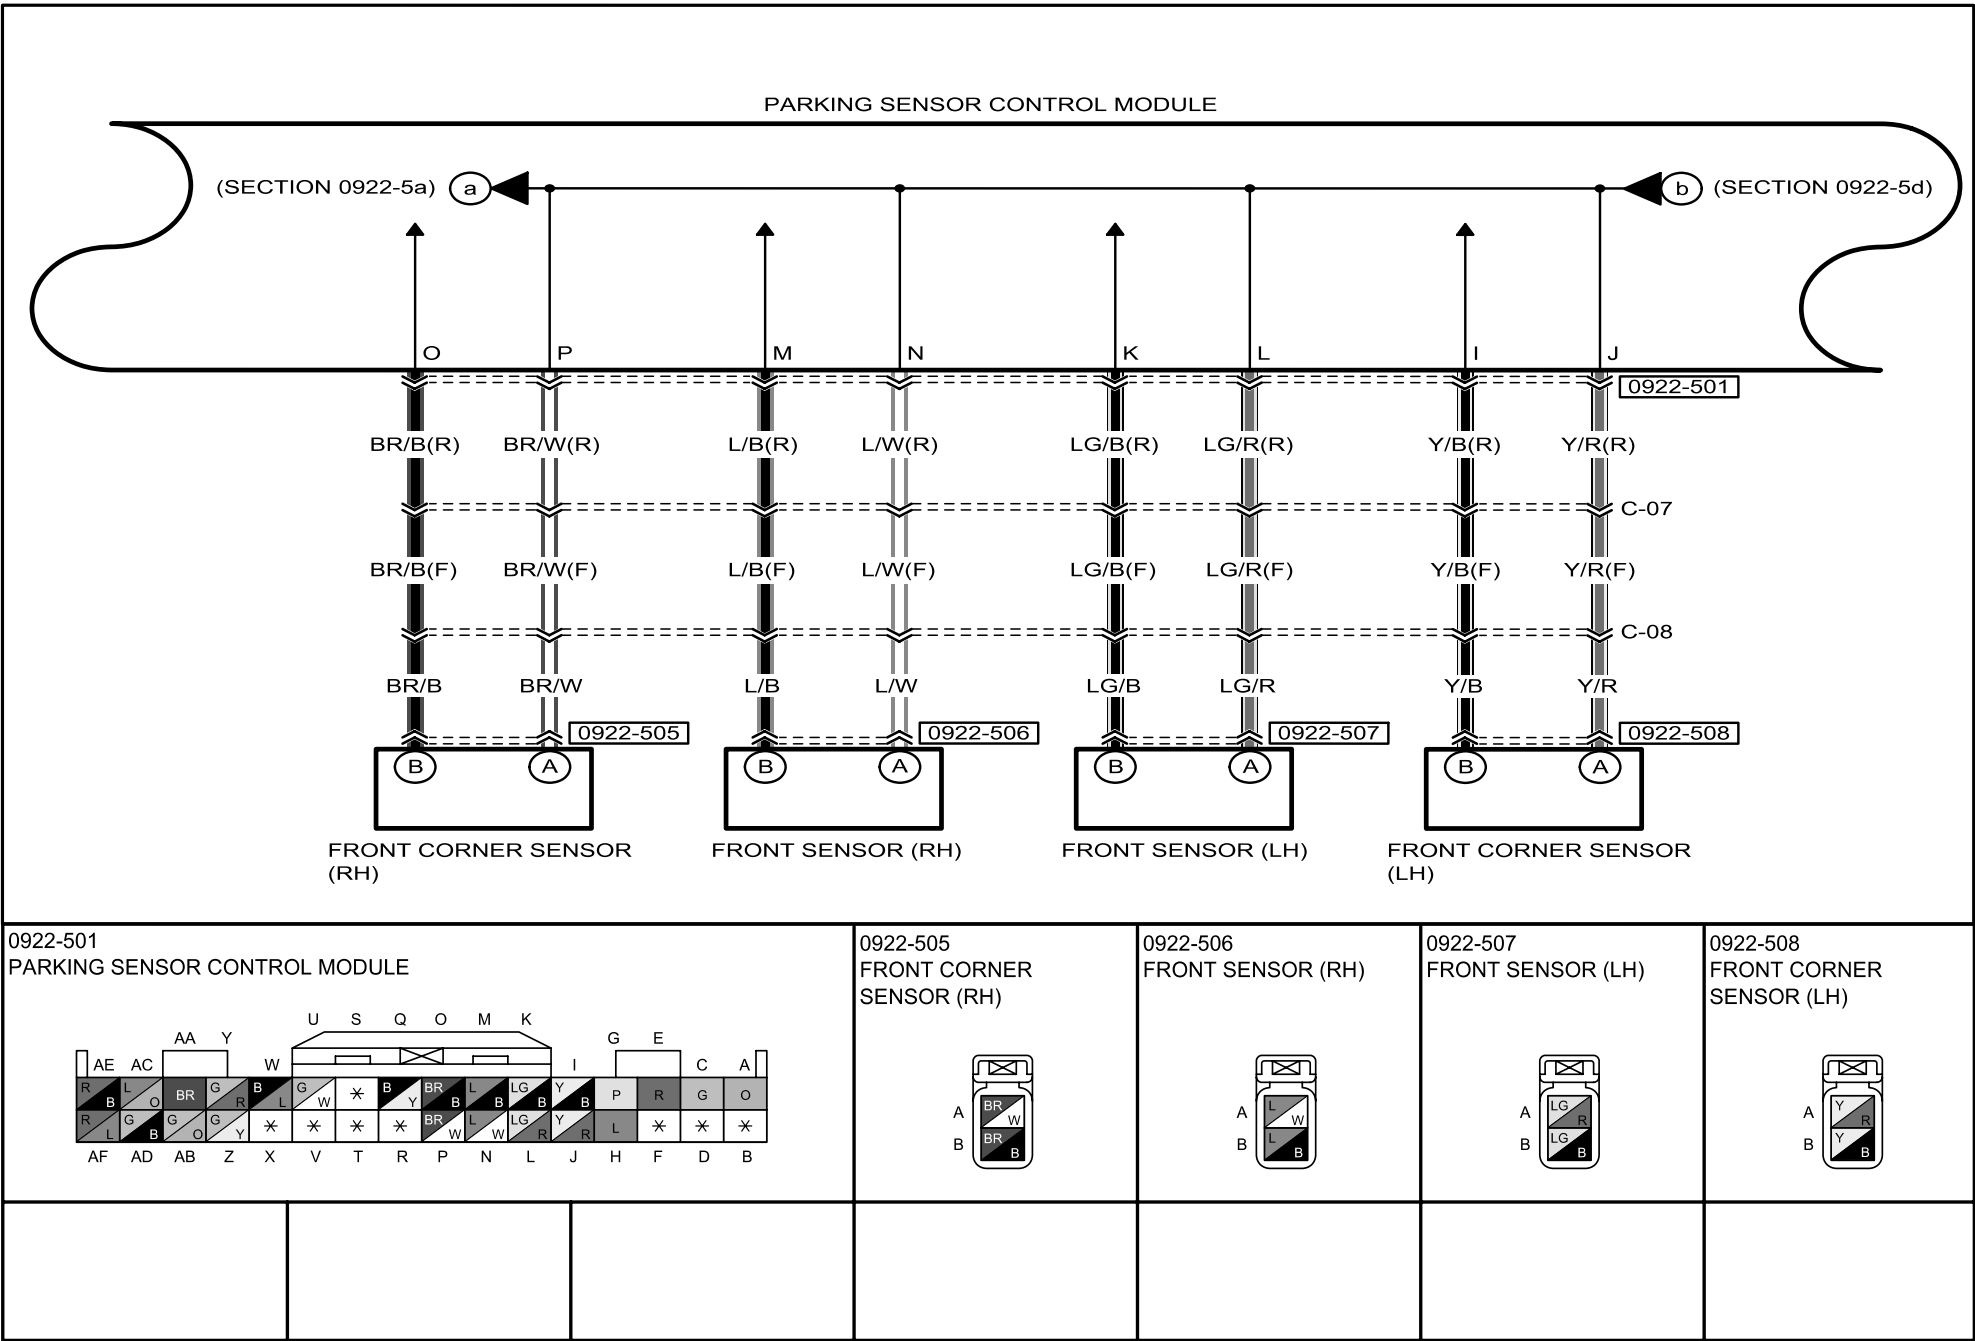 PARKING SENSOR CONTROL MODULE
(SECTION 0922-5a) a b (SECTION 0922-5d)
O P M N K L I J
0922-501
BR/B(R) BR/W(R) L/B(R) L/W(R) LG/B(R) LG/R(R) Y/B(R) Y/R(R)
C-07
BR/B(F) BR/W(F) L/B(F) L/W(F) LG/B(F) LG/R(F) Y/B(F) Y/R(F)
C-08
BR/B BR/W L/B L/W LG/B LG/R Y/B Y/R
0922-505 0922-506 0922-507 0922-508
B A B A B A B A
FRONT CORNER SENSOR
(RH)
FRONT SENSOR (RH)
FRONT SENSOR (LH)
FRONT CORNER SENSOR
(LH)
0922-501
PARKING SENSOR CONTROL MODULE
U S Q O M K
AA Y G E
AE AC W I C A
R B L O BR G R B L G W * B Y BR B L B LG B Y B P R G O
R L G B G O G Y * * * * BR W L W LG R Y R L * * *
AF AD AB Z X V T R P N L J H F D B
0922-505
FRONT CORNER
SENSOR (RH)
A BR W
B BR B
0922-506
FRONT SENSOR (RH)
A L W
B L B
0922-507
FRONT SENSOR (LH)
A LG R
B LG B
0922-508
FRONT CORNER
SENSOR (LH)
A Y R
B Y B